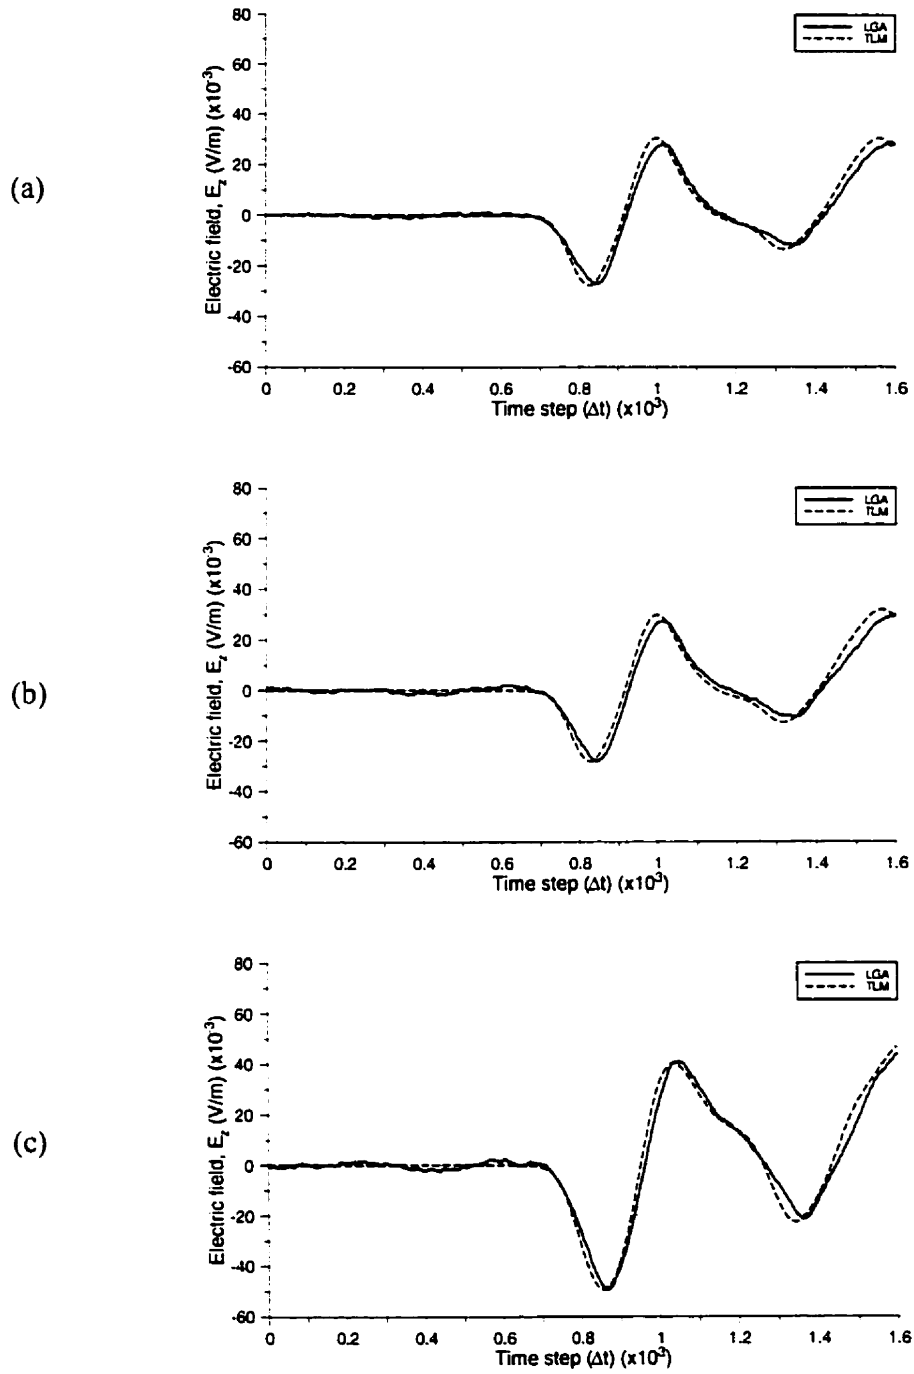 (a)
Electric field, E_z (V/m) (x10^-3)
80
60
40
20
0
-20
-40
-60
0 0.2 0.4 0.6 0.8 1 1.2 1.4 1.6
Time step (Δt) (x10^3)
LGA
TLM
(b)
Electric field, E_z (V/m) (x10^-3)
80
60
40
20
0
-20
-40
-60
0 0.2 0.4 0.6 0.8 1 1.2 1.4 1.6
Time step (Δt) (x10^3)
LGA
TLM
(c)
Electric field, E_z (V/m) (x10^-3)
80
60
40
20
0
-20
-40
-60
0 0.2 0.4 0.6 0.8 1 1.2 1.4 1.6
Time step (Δt) (x10^3)
LGA
TLM